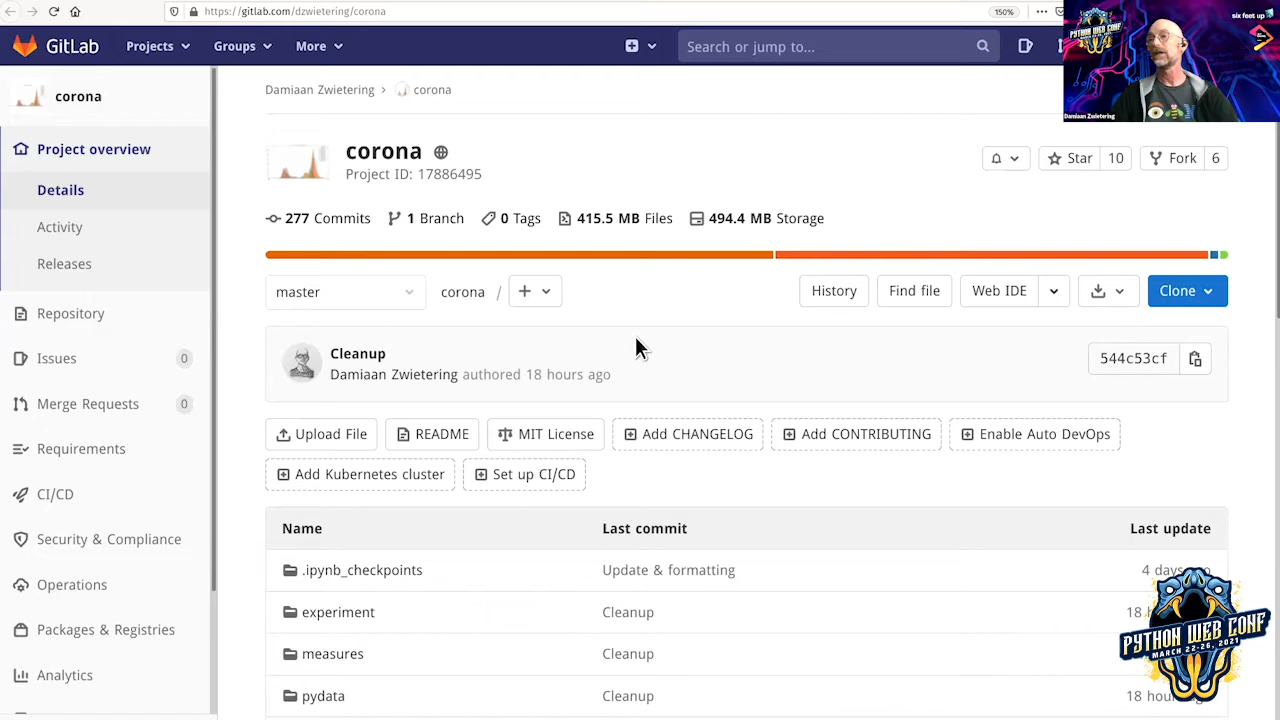 https://gitlab.com/dzwietering/corona
150%
GitLab
Projects
Groups
More
Search or jump to...
six feet up
Damiaan Zwietering
corona
Project overview
Details
Activity
Releases
Repository
Issues 0
Merge Requests 0
Requirements
CI/CD
Security & Compliance
Operations
Packages & Registries
Analytics
Damiaan Zwietering > corona
corona
Project ID: 17886495
Star 10
Fork 6
277 Commits
1 Branch
0 Tags
415.5 MB Files
494.4 MB Storage
master
corona /
History
Find file
Web IDE
Clone
Cleanup
Damiaan Zwietering authored 18 hours ago
544c53cf
Upload File
README
MIT License
Add CHANGELOG
Add CONTRIBUTING
Enable Auto DevOps
Add Kubernetes cluster
Set up CI/CD
Name Last commit Last update
.ipynb_checkpoints Update & formatting 4 days
experiment Cleanup 18
measures Cleanup
pydata Cleanup 18
PYTHON WEB CONF
MARCH 22-26, 2021